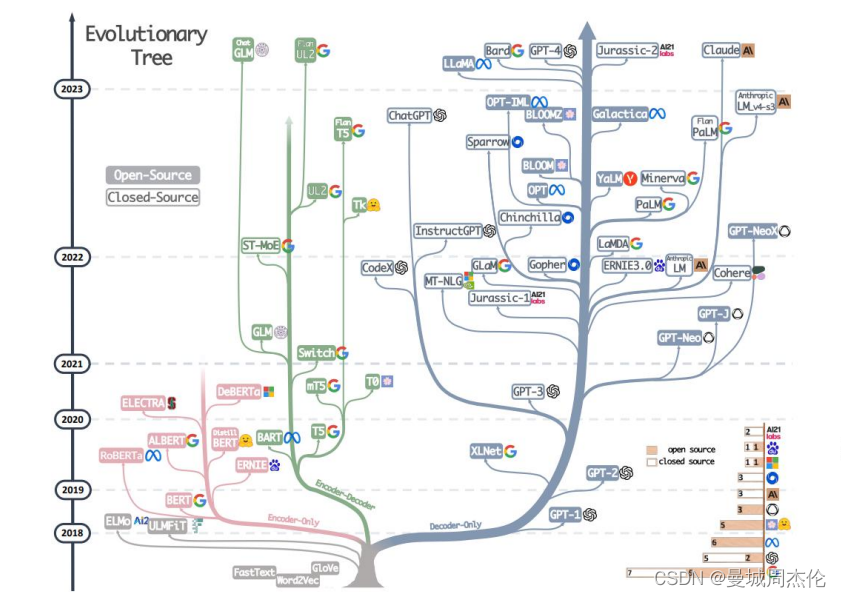 Evolutionary
Tree
Open-Source
Closed-Source
2023
2022
2021
2020
2019
2018
Chat
GLM
Flan
UL2
Flan
T5
UL2
Tk
ST-MoE
GLM
Switch
mT5
T0
BART
T5
Encoder-Decoder
DeBERTa
ELECTRA
Distill
BERT
ALBERT
RoBERTa
ERNIE
BERT
Encoder-Only
ELMo
Ai2
ULMFiT
FastText
Word2Vec
GloVe
Bard
GPT-4
Jurassic-2
AI21
labs
Claude
LLaMA
ChatGPT
OPT-IML
BLOOMZ
Galactica
Anthropic
LM_v4-s3
Flan
PaLM
Sparrow
BLOOM
OPT
YaLM
Minerva
PaLM
Chinchilla
InstructGPT
LaMDA
GPT-NeoX
CodeX
GLaM
Gopher
ERNIE3.0
Anthropic
LM
Cohere
MT-NLG
Jurassic-1
AI21
labs
GPT-J
GPT-Neo
GPT-3
XLNet
GPT-2
GPT-1
Decoder-Only
open source
closed source
2
AI21
labs
1 1
1 1
3
3
3
5
6
5 2
7
CSDN @曼城周杰伦